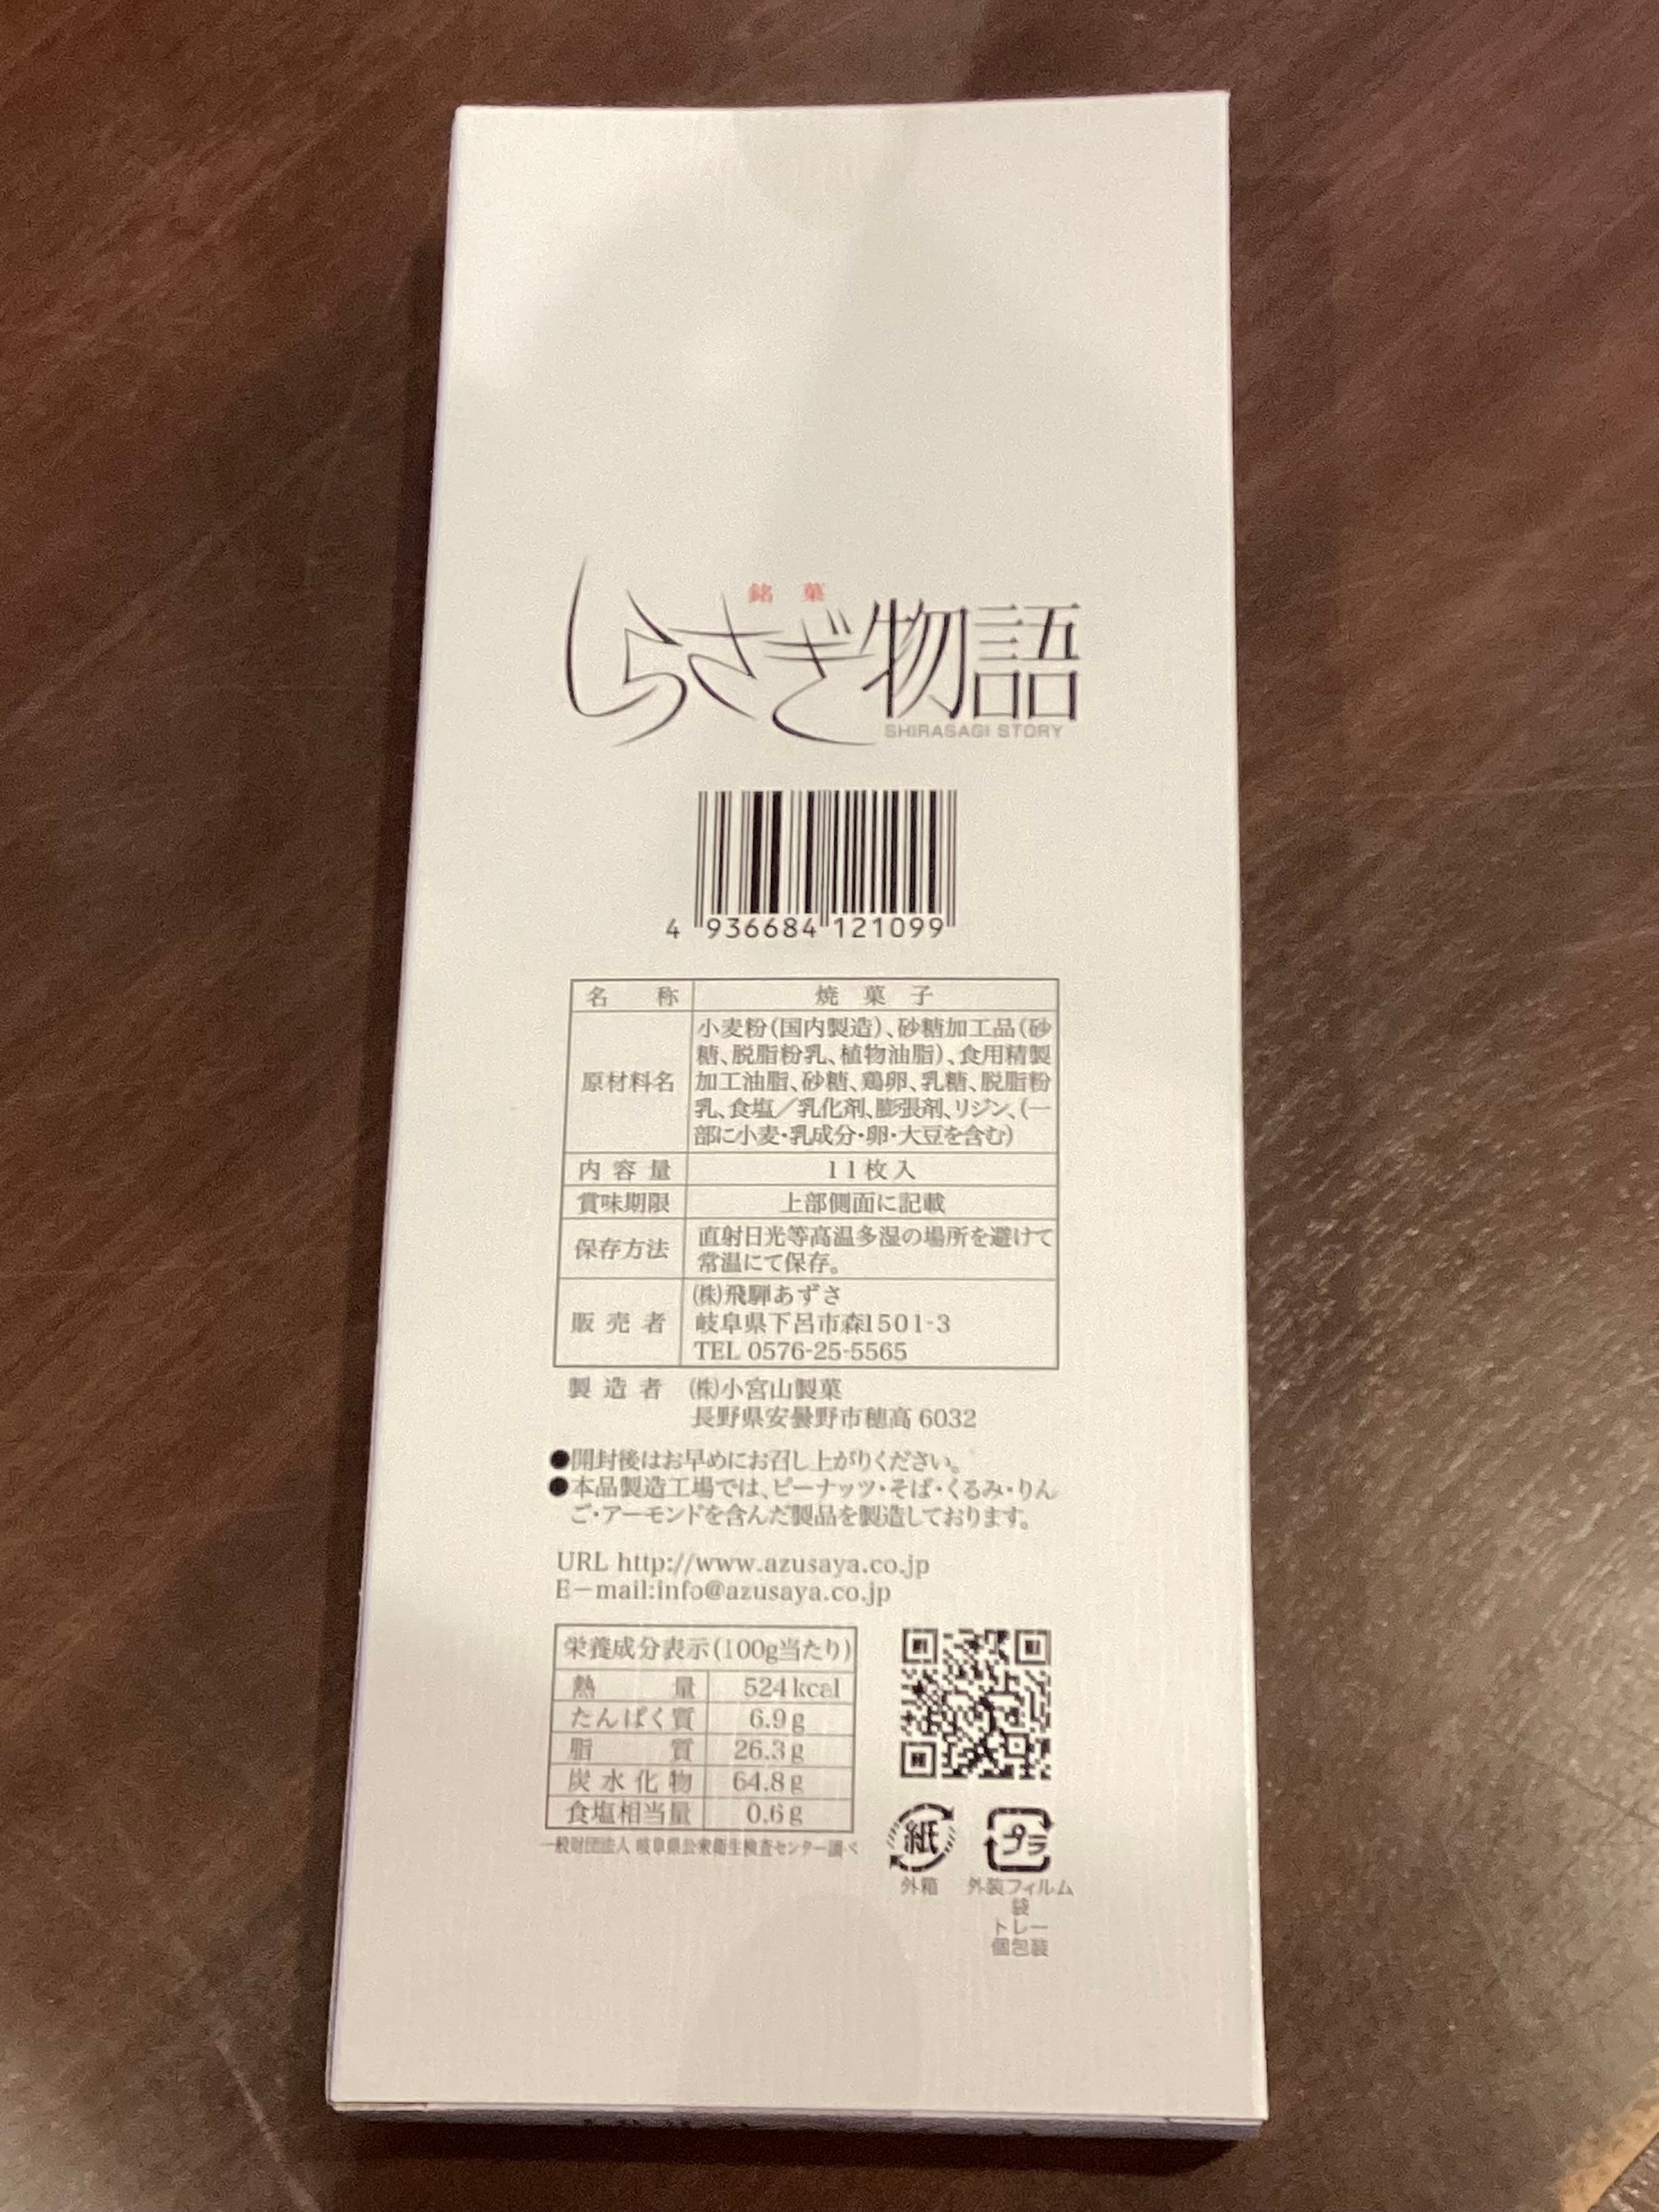 銘菓
しらさぎ物語
SHIRASAGI STORY
4 936684 121099
名称 焼菓子
原材料名
小麦粉(国内製造)、砂糖加工品(砂
糖、脱脂粉乳、植物油脂)、食用精製
加工油脂、砂糖、鶏卵、乳糖、脱脂粉
乳、食塩／乳化剤、膨張剤、リジン、(一
部に小麦・乳成分・卵・大豆を含む)
内容量 11枚入
賞味期限 上部側面に記載
保存方法
直射日光等高温多湿の場所を避けて
常温にて保存。
販売者
㈱飛騨あずさ
岐阜県下呂市森1501-3
TEL 0576-25-5565
製造者 ㈱小宮山製菓
長野県安曇野市穂高6032
●開封後はお早めにお召し上がりください。
●本品製造工場では、ピーナッツ・そば・くるみ・りん
ご・アーモンドを含んだ製品を製造しております。
URL http://www.azusaya.co.jp
E−mail:info@azusaya.co.jp
栄養成分表示(100g当たり)
熱量 524kcal
たんぱく質 6.9g
脂質 26.3g
炭水化物 64.8g
食塩相当量 0.6g
一般財団法人 岐阜県公衆衛生検査センター調べ
紙
外箱
プラ
外装フィルム
袋
トレー
個包装